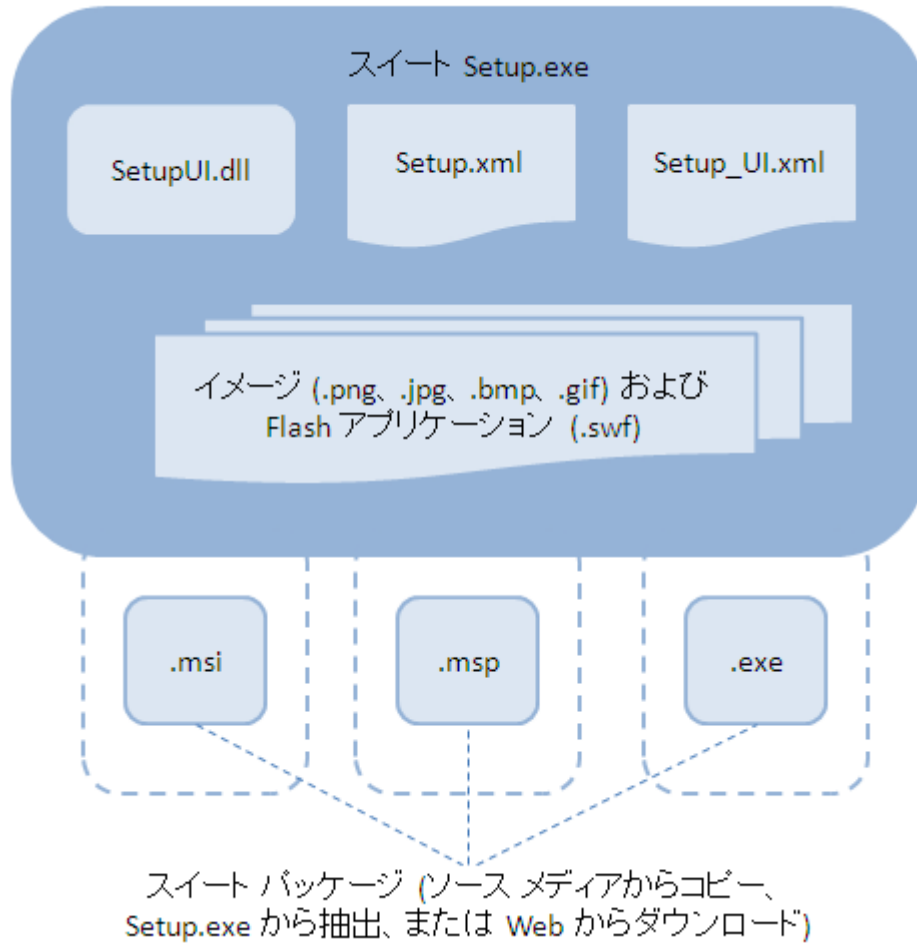 スイート Setup.exe
SetupUI.dll
Setup.xml
Setup_UI.xml
イメージ (.png、.jpg、.bmp、.gif) および
Flash アプリケーション (.swf)
.msi
.msp
.exe
スイート パッケージ (ソース メディアからコピー、
Setup.exe から抽出、または Web からダウンロード)